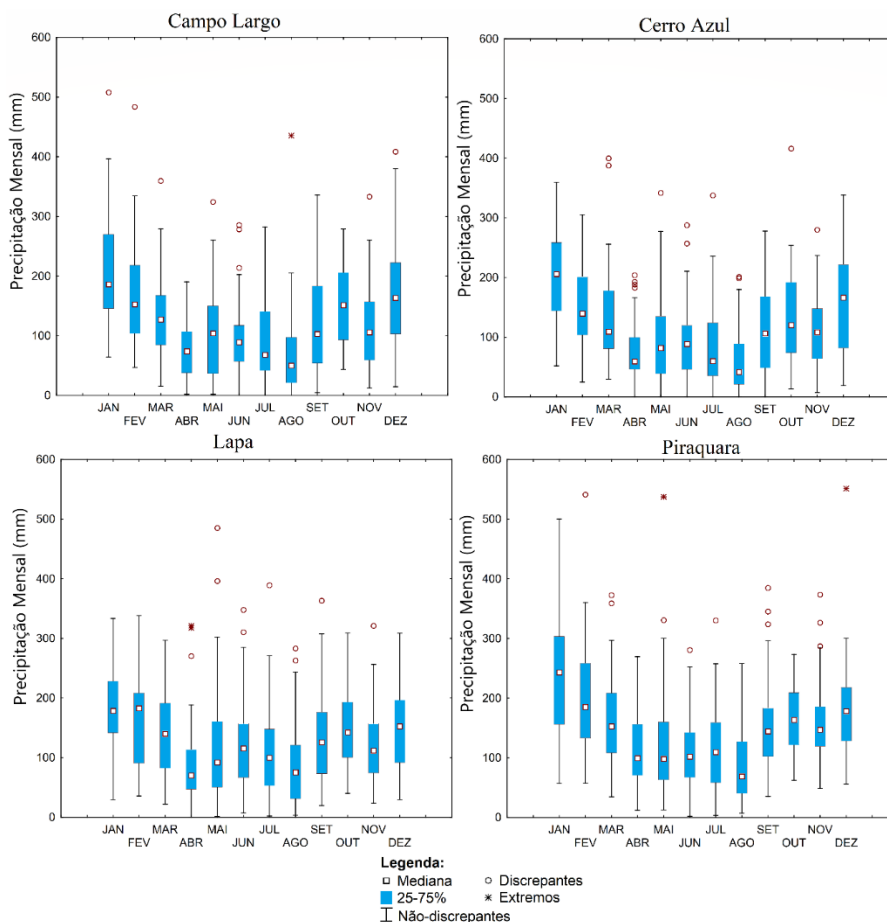 Campo Largo
Precipitação Mensal (mm)
600
500
400
300
200
100
0
JAN MAR MAI JUL SET NOV
FEV ABR JUN AGO OUT DEZ
Cerro Azul
Precipitação Mensal (mm)
600
500
400
300
200
100
0
JAN MAR MAI JUL SET NOV
FEV ABR JUN AGO OUT DEZ
Lapa
Precipitação Mensal (mm)
600
500
400
300
200
100
0
JAN MAR MAI JUL SET NOV
FEV ABR JUN AGO OUT DEZ
Piraquara
Precipitação Mensal (mm)
600
500
400
300
200
100
0
JAN MAR MAI JUL SET NOV
FEV ABR JUN AGO OUT DEZ
Legenda:
Mediana Discrepantes
25-75% Extremos
Não-discrepantes